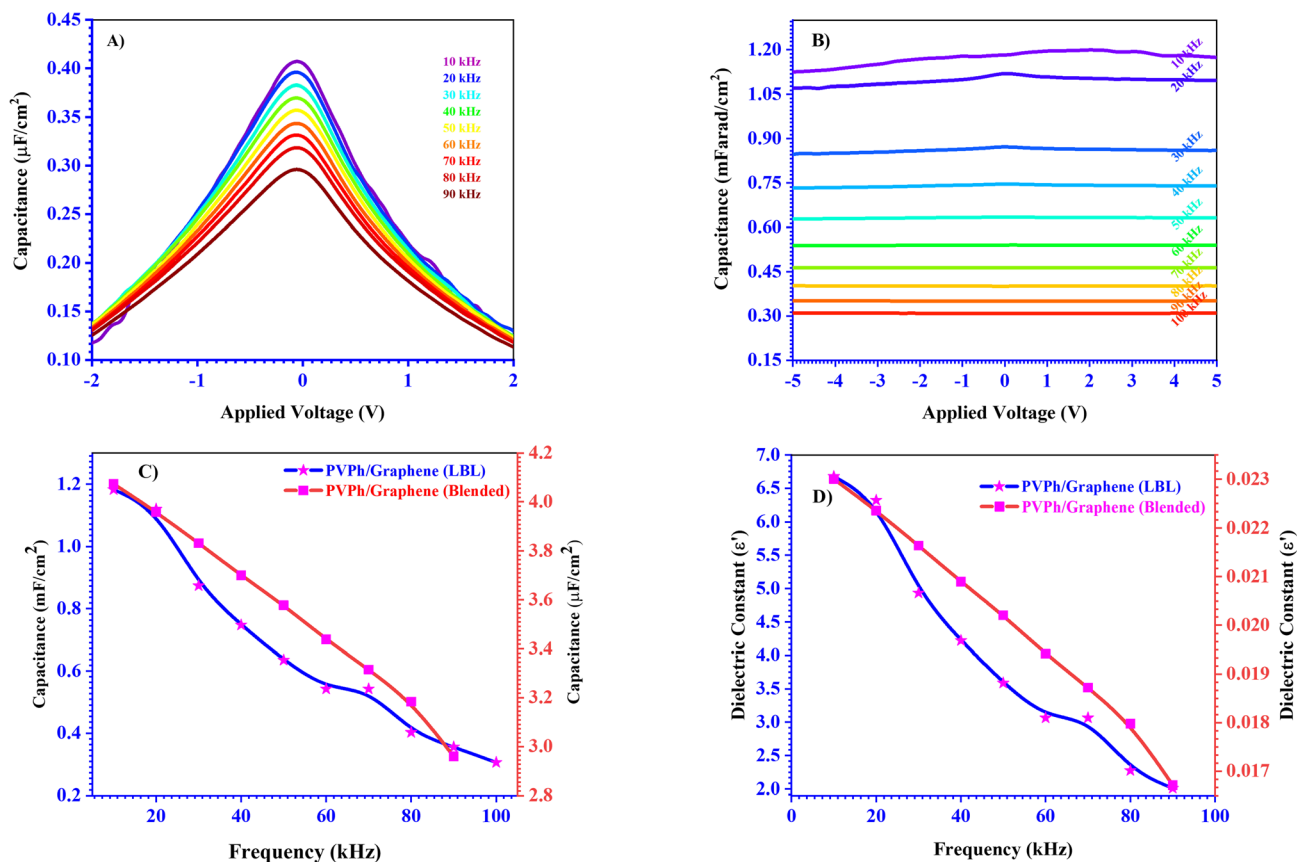 A)
0.45
0.40
0.35
0.30
0.25
0.20
0.15
0.10
Capacitance (μF/cm²)
10 kHz
20 kHz
30 kHz
40 kHz
50 kHz
60 kHz
70 kHz
80 kHz
90 kHz
-2 -1 0 1 2
Applied Voltage (V)
B)
1.20
1.05
0.90
0.75
0.60
0.45
0.30
0.15
Capacitance (mFarad/cm²)
10 kHz
20 kHz
30 kHz
40 kHz
50 kHz
60 kHz
70 kHz
80 kHz
90 kHz
100 kHz
-5 -4 -3 -2 -1 0 1 2 3 4 5
Applied Voltage (V)
C)
PVPh/Graphene (LBL)
PVPh/Graphene (Blended)
1.2
1.0
0.8
0.6
0.4
0.2
Capacitance (mF/cm²)
4.2
4.0
3.8
3.6
3.4
3.2
3.0
2.8
Capacitance (μF/cm²)
20 40 60 80 100
Frequency (kHz)
D)
PVPh/Graphene (LBL)
PVPh/Graphene (Blended)
7.0
6.5
6.0
5.5
5.0
4.5
4.0
3.5
3.0
2.5
2.0
Dielectric Constant (ε')
0.023
0.022
0.021
0.020
0.019
0.018
0.017
Dielectric Constant (ε')
0 20 40 60 80 100
Frequency (kHz)